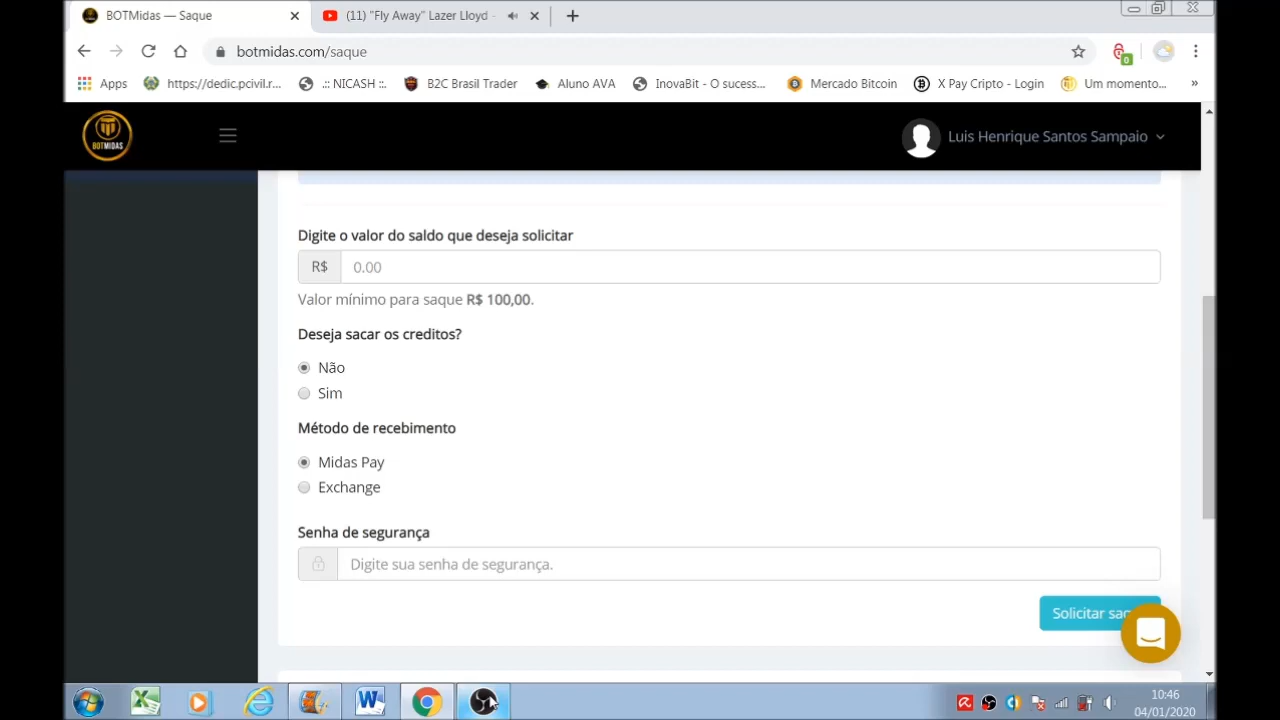 BOTMidas — Saque
(11) "Fly Away" Lazer Lloyd -
botmidas.com/saque
Apps
https://dedic.pcivil.r...
.:: NICASH ::.
B2C Brasil Trader
Aluno AVA
InovaBit - O sucess...
Mercado Bitcoin
X Pay Cripto - Login
Um momento...
»
BOTMIDAS
Luis Henrique Santos Sampaio
Digite o valor do saldo que deseja solicitar
R$ 0.00
Valor mínimo para saque R$ 100,00.
Deseja sacar os creditos?
Não
Sim
Método de recebimento
Midas Pay
Exchange
Senha de segurança
Digite sua senha de segurança.
Solicitar
10:46
04/01/2020